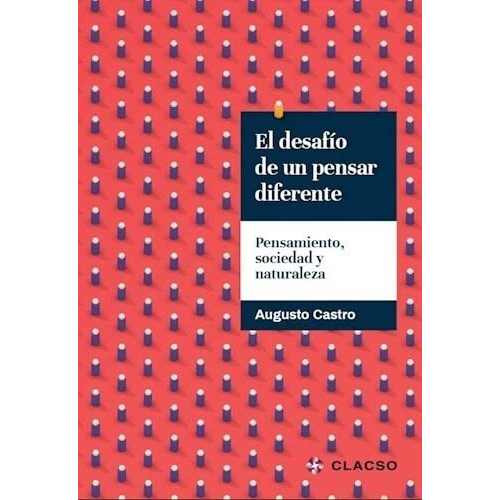 El desafío
de un pensar
diferente
Pensamiento,
sociedad y
naturaleza
Augusto Castro
CLACSO